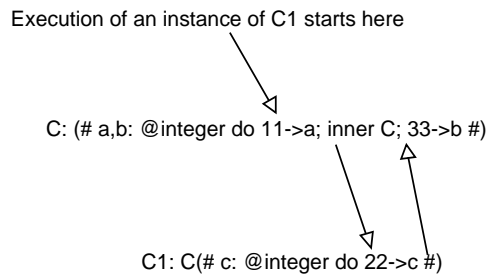 Execution of an instance of C1 starts here
C: (# a,b: @integer do 11->a; inner C; 33->b #)
C1: C(# c: @integer do 22->c #)